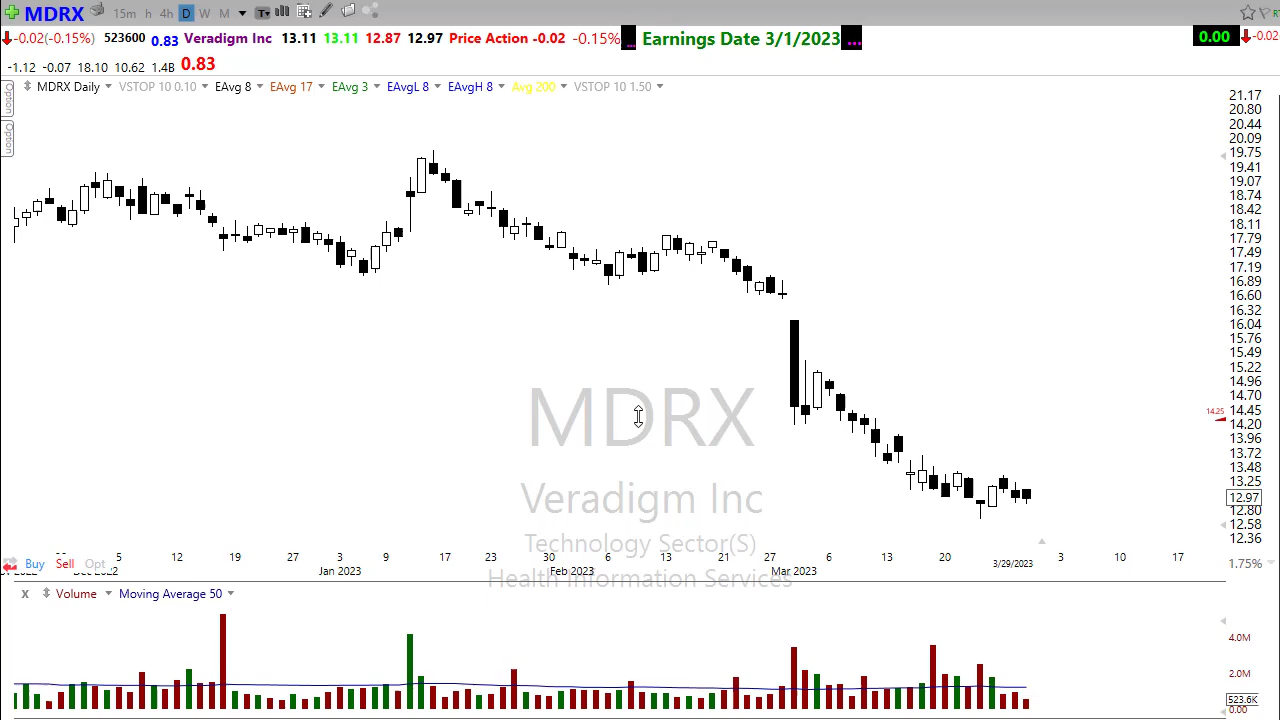 MDRX 15m h 4h D W M T
-0.02(-0.15%) 523600 0.83 Veradigm Inc 13.11 13.11 12.87 12.97 Price Action -0.02 -0.15% ... Earnings Date 3/1/2023 ... 0.00 -0.02
-1.12 -0.07 18.10 10.62 1.4B 0.83
MDRX Daily VSTOP 10 0.10 EAvg 8 EAvg 17 EAvg 3 EAvgL 8 EAvgH 8 Avg 200 VSTOP 10 1.50
Option
Option
21.17
20.80
20.44
20.09
19.75
19.41
19.07
18.74
18.42
18.11
17.79
17.49
17.19
16.89
16.60
16.32
16.04
15.76
15.49
15.22
14.96
14.70
14.45
14.25
14.20
13.96
13.72
13.48
13.25
12.97
12.80
12.58
12.36
MDRX
Veradigm Inc
Technology Sector(S)
Health Information Services
5 12 19 27 9 17 23 30 6 13 21 27 6 13 20 3/29/2023 3 10 17
Buy Sell Opt 1.75%
Dec 2022 Jan 2023 Feb 2023 Mar 2023
x Volume Moving Average 50
4.0M
2.0M
523.6K
0.00